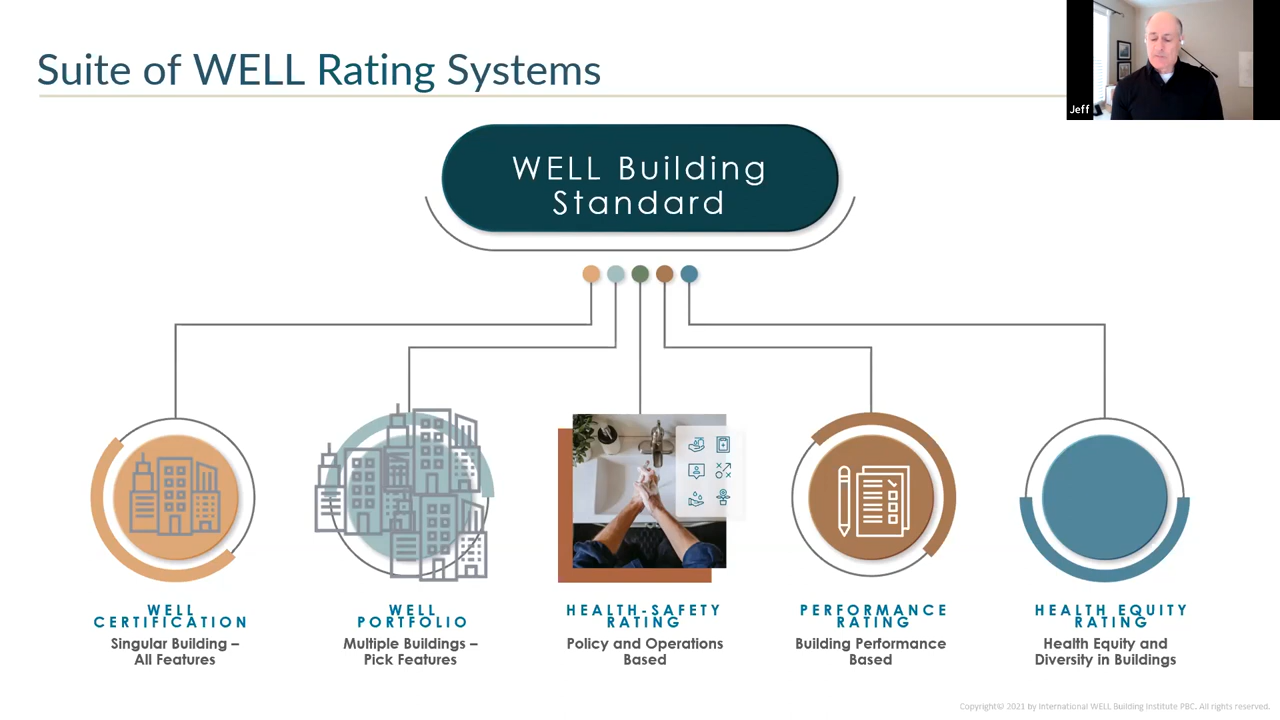 Suite of WELL Rating Systems
Jeff
WELL Building
Standard
WELL
CERTIFICATION
Singular Building –
All Features
WELL
PORTFOLIO
Multiple Buildings –
Pick Features
HEALTH-SAFETY
RATING
Policy and Operations
Based
PERFORMANCE
RATING
Building Performance
Based
HEALTH EQUITY
RATING
Health Equity and
Diversity in Buildings
Copyright© 2021 by International WELL Building Institute PBC. All rights reserved.